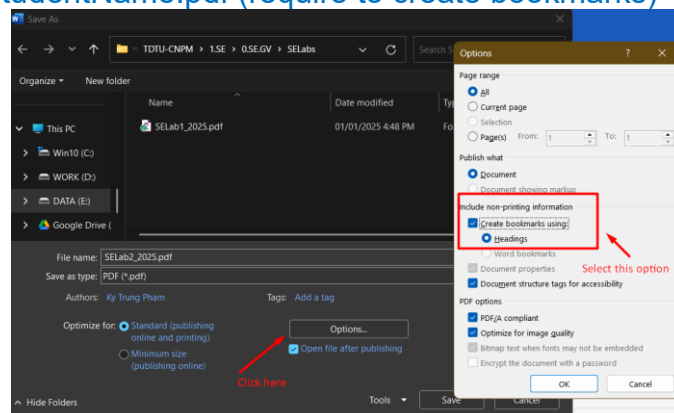 tudentName.pdf (require to create bookmarks)
Save As
TDTU-CNPM > 1.SE > 0.SE.GV > SELabs
Search S
Organize New folder
Name Date modified Ty
This PC
SELab1_2025.pdf 01/01/2025 4:48 PM Fo
Win10 (C:)
WORK (D:)
DATA (E:)
Google Drive (
File name: SELab2_2025.pdf
Save as type: PDF (*.pdf)
Authors: Ky Trung Pham Tags: Add a tag
Optimize for: Standard (publishing
online and printing)
Minimum size
(publishing online)
Options...
Open file after publishing
Click here
Hide Folders
Tools Save Cancel
Options ? ×
Page range
All
Current page
Selection
Page(s) From: 1 To: 1
Publish what
Document
Document showing markup
Include non-printing information
Create bookmarks using:
Headings
Word bookmarks
Document properties
Select this option
Document structure tags for accessibility
PDF options
PDF/A compliant
Optimize for image quality
Bitmap text when fonts may not be embedded
Encrypt the document with a password
OK Cancel